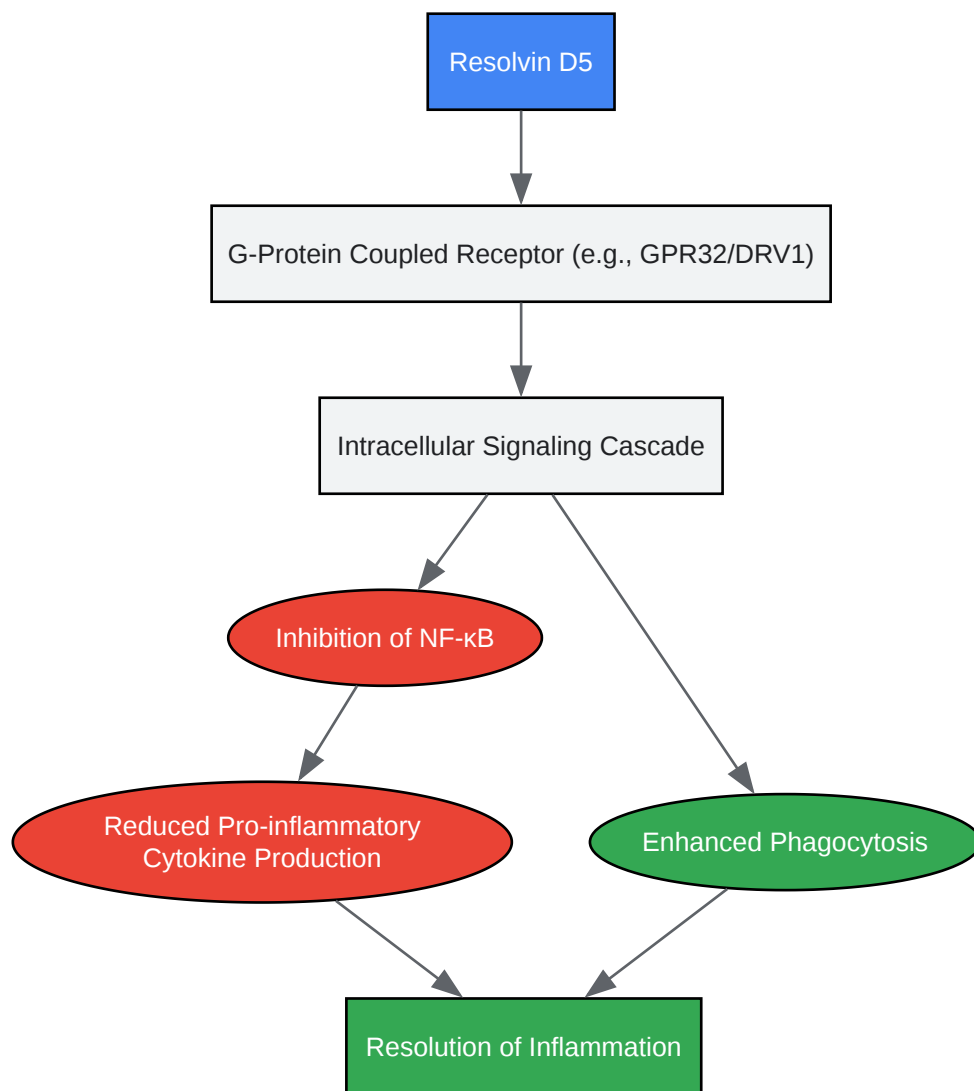 Resolvin D5
G-Protein Coupled Receptor (e.g., GPR32/DRV1)
Intracellular Signaling Cascade
Inhibition of NF-κB
Reduced Pro-inflammatory
Cytokine Production
Enhanced Phagocytosis
Resolution of Inflammation